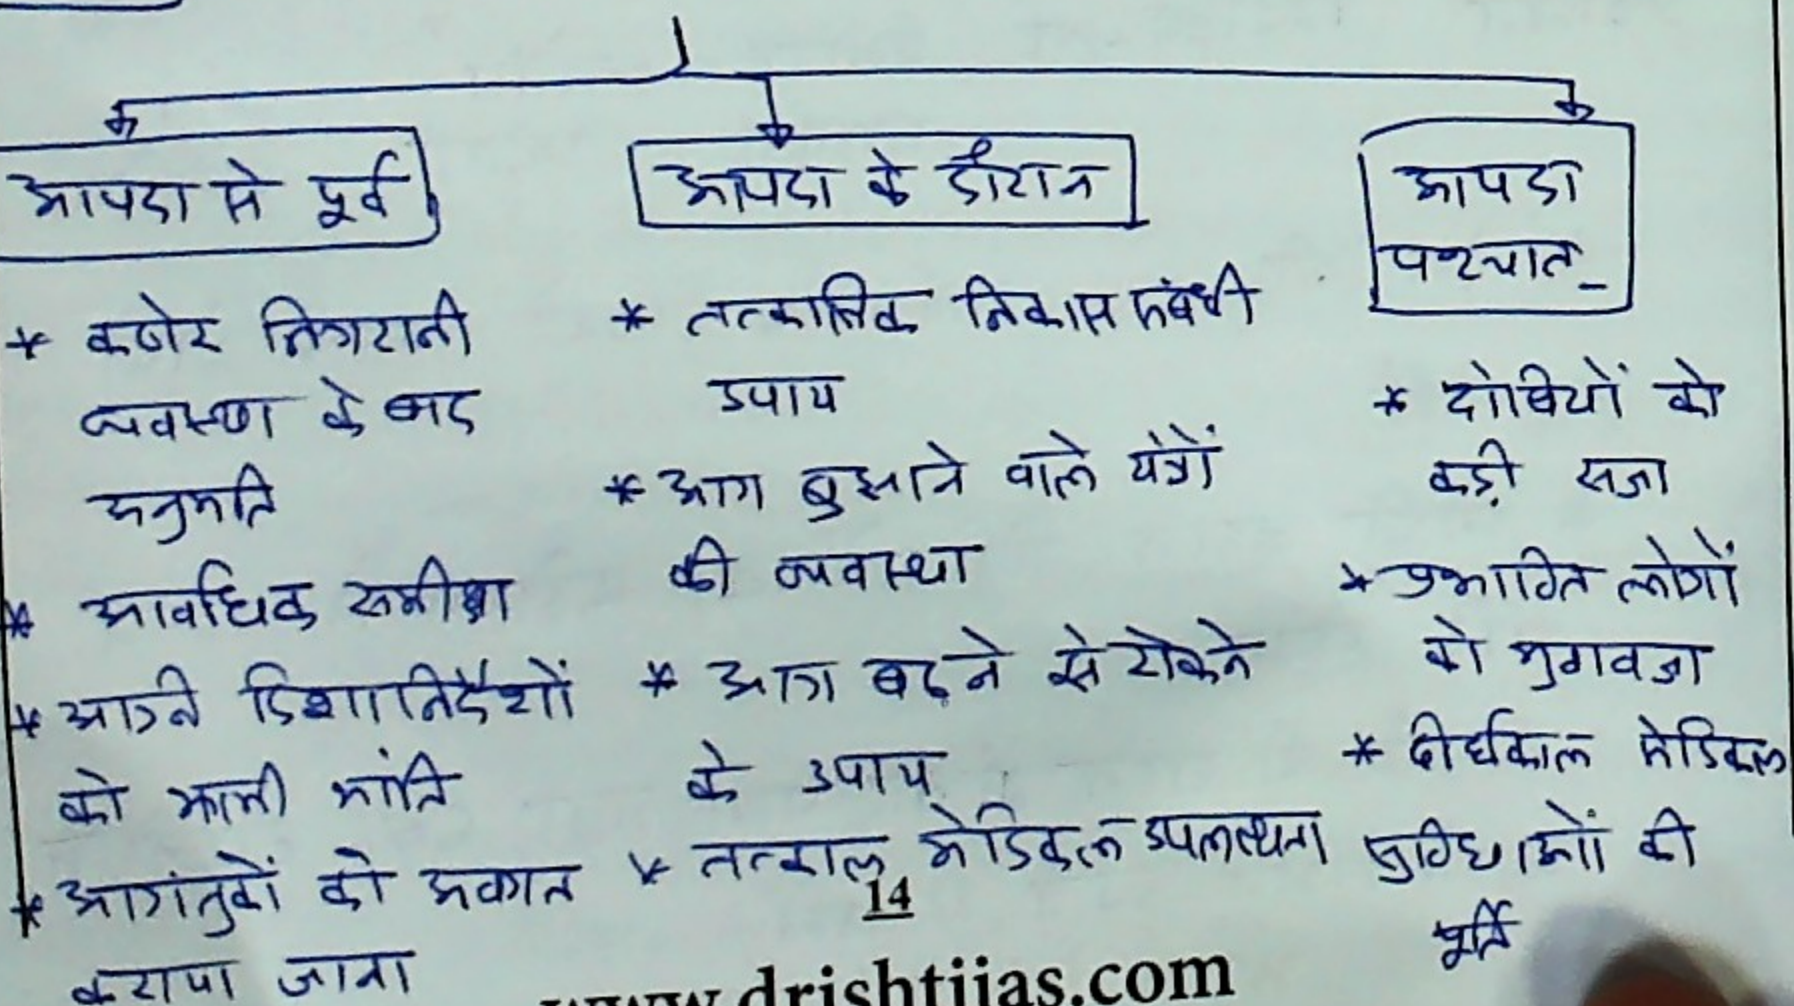 आपदा से पूर्व
* कठोर निगरानी
व्यवस्था के बाद
अनुमति
* आवधिक समीक्षा
* दिशानिर्देशों
को भली भांति
* आगंतुकों को अवगत
कराया जाना
आपदा के दौरान
* तत्कालिक निकास संबंधी
उपाय
* आग बुझाने वाले यंत्रों
की व्यवस्था
* आग बढ़ने से रोकने
के उपाय
* तत्काल मेडिकल उपलब्धता
आपदा
पश्चात
* दोषियों को
कड़ी सजा
* प्रभावित लोगों
को मुआवजा
* दीर्घकाल मेडिकल
सुविधाओं की
पूर्ति
14
www.drishtiias.com